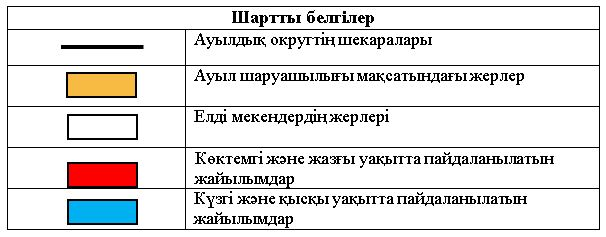 Шартты белгілер
Ауылдық округтің шекаралары
Ауыл шаруашылығы мақсатындағы жерлер
Елді мекендердің жерлері
Көктемгі және жазғы уақытта пайдаланылатын
жайылымдар
Күзгі және қысқы уақытта пайдаланылатын
жайылымдар